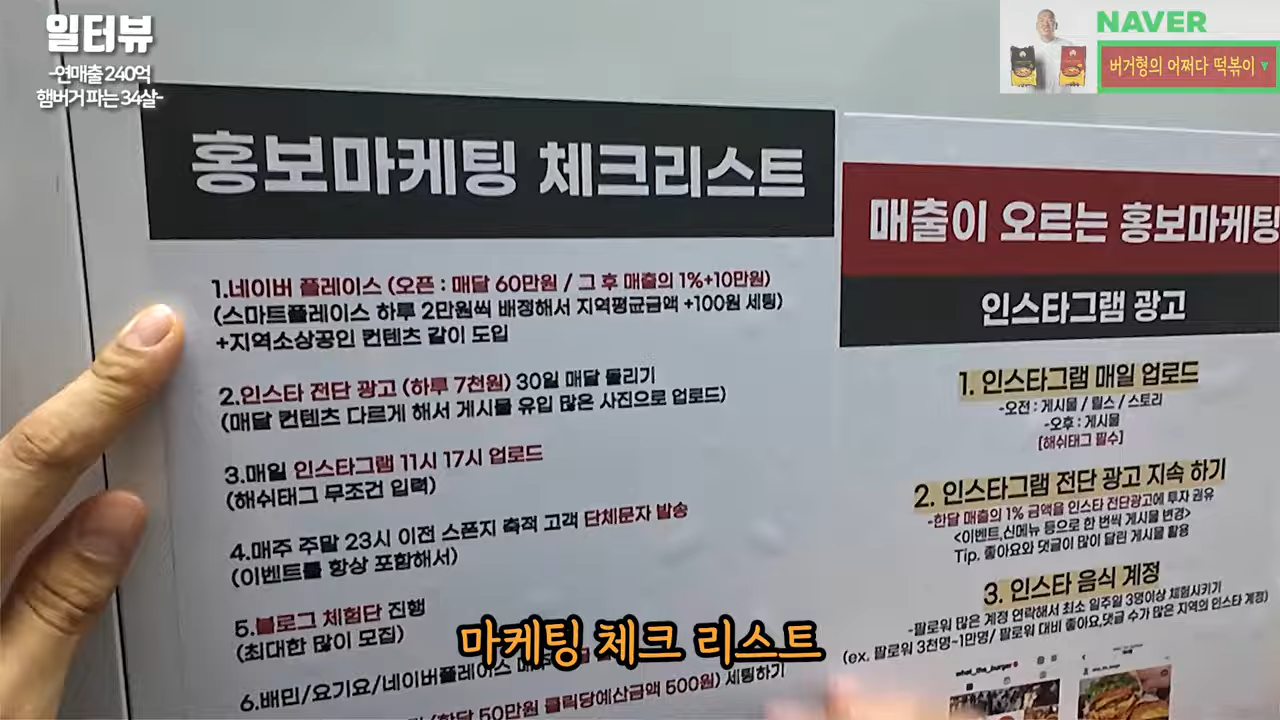 일터뷰
-연매출 240억
햄버거 파는 34살-
NAVER
버거형의 어쩌다 떡볶이
홍보마케팅 체크리스트
1.네이버 플레이스 (오픈 : 매달 60만원 / 그 후 매출의 1%+10만원)
(스마트플레이스 하루 2만원씩 배정해서 지역평균금액 +100원 세팅)
+지역소상공인 컨텐츠 같이 도입
2.인스타 전단 광고 (하루 7천원) 30일 매달 돌리기
(매달 컨텐츠 다르게 해서 게시물 유입 많은 사진으로 업로드)
3.매일 인스타그램 11시 17시 업로드
(해쉬태그 무조건 입력)
4.매주 주말 23시 이전 스폰지 축적 고객 단체문자 발송
(이벤트를 항상 포함해서)
5.블로그 체험단 진행
(최대한 많이 모집)
6.배민/요기요/네이버플레이스
(한달 50만원 클릭당예산금액 500원) 세팅하기
매출이 오르는 홍보마케팅
인스타그램 광고
1. 인스타그램 매일 업로드
-오전 : 게시물 / 릴스 / 스토리
-오후 : 게시물
[해쉬태그 필수]
2. 인스타그램 전단 광고 지속 하기
-한달 매출의 1% 금액을 인스타 전단광고에 투자 권유
<이벤트,신메뉴 등으로 한 번씩 게시물 변경>
Tip. 좋아요와 댓글이 많이 달린 게시물 활용
3. 인스타 음식 계정
-팔로워 많은 계정 연락해서 최소 일주일 3명이상 체험시키기
(ex. 팔로워 3천명~1만명/ 팔로워 대비 좋아요,댓글 수가 많은 지역의 인스타 계정)
what_the_burger
마케팅 체크 리스트